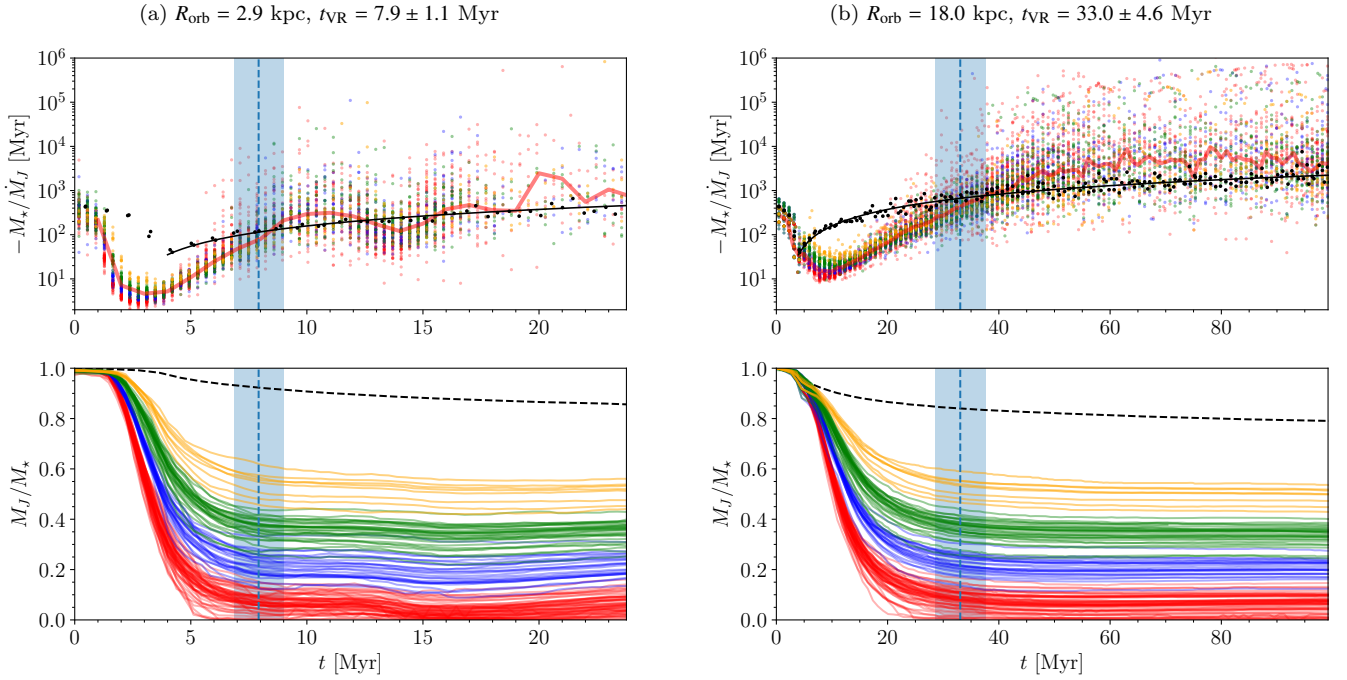 (a) R_orb = 2.9 kpc, t_VR = 7.9 ± 1.1 Myr
10^6
10^5
10^4
10^3
10^2
10^1
−M_⋆/Ṁ_J [Myr]
0 5 10 15 20
1.0
0.8
0.6
0.4
0.2
0.0
M_J/M_⋆
0 5 10 15 20
t [Myr]
(b) R_orb = 18.0 kpc, t_VR = 33.0 ± 4.6 Myr
10^6
10^5
10^4
10^3
10^2
10^1
−M_⋆/Ṁ_J [Myr]
0 20 40 60 80
1.0
0.8
0.6
0.4
0.2
0.0
M_J/M_⋆
0 20 40 60 80
t [Myr]